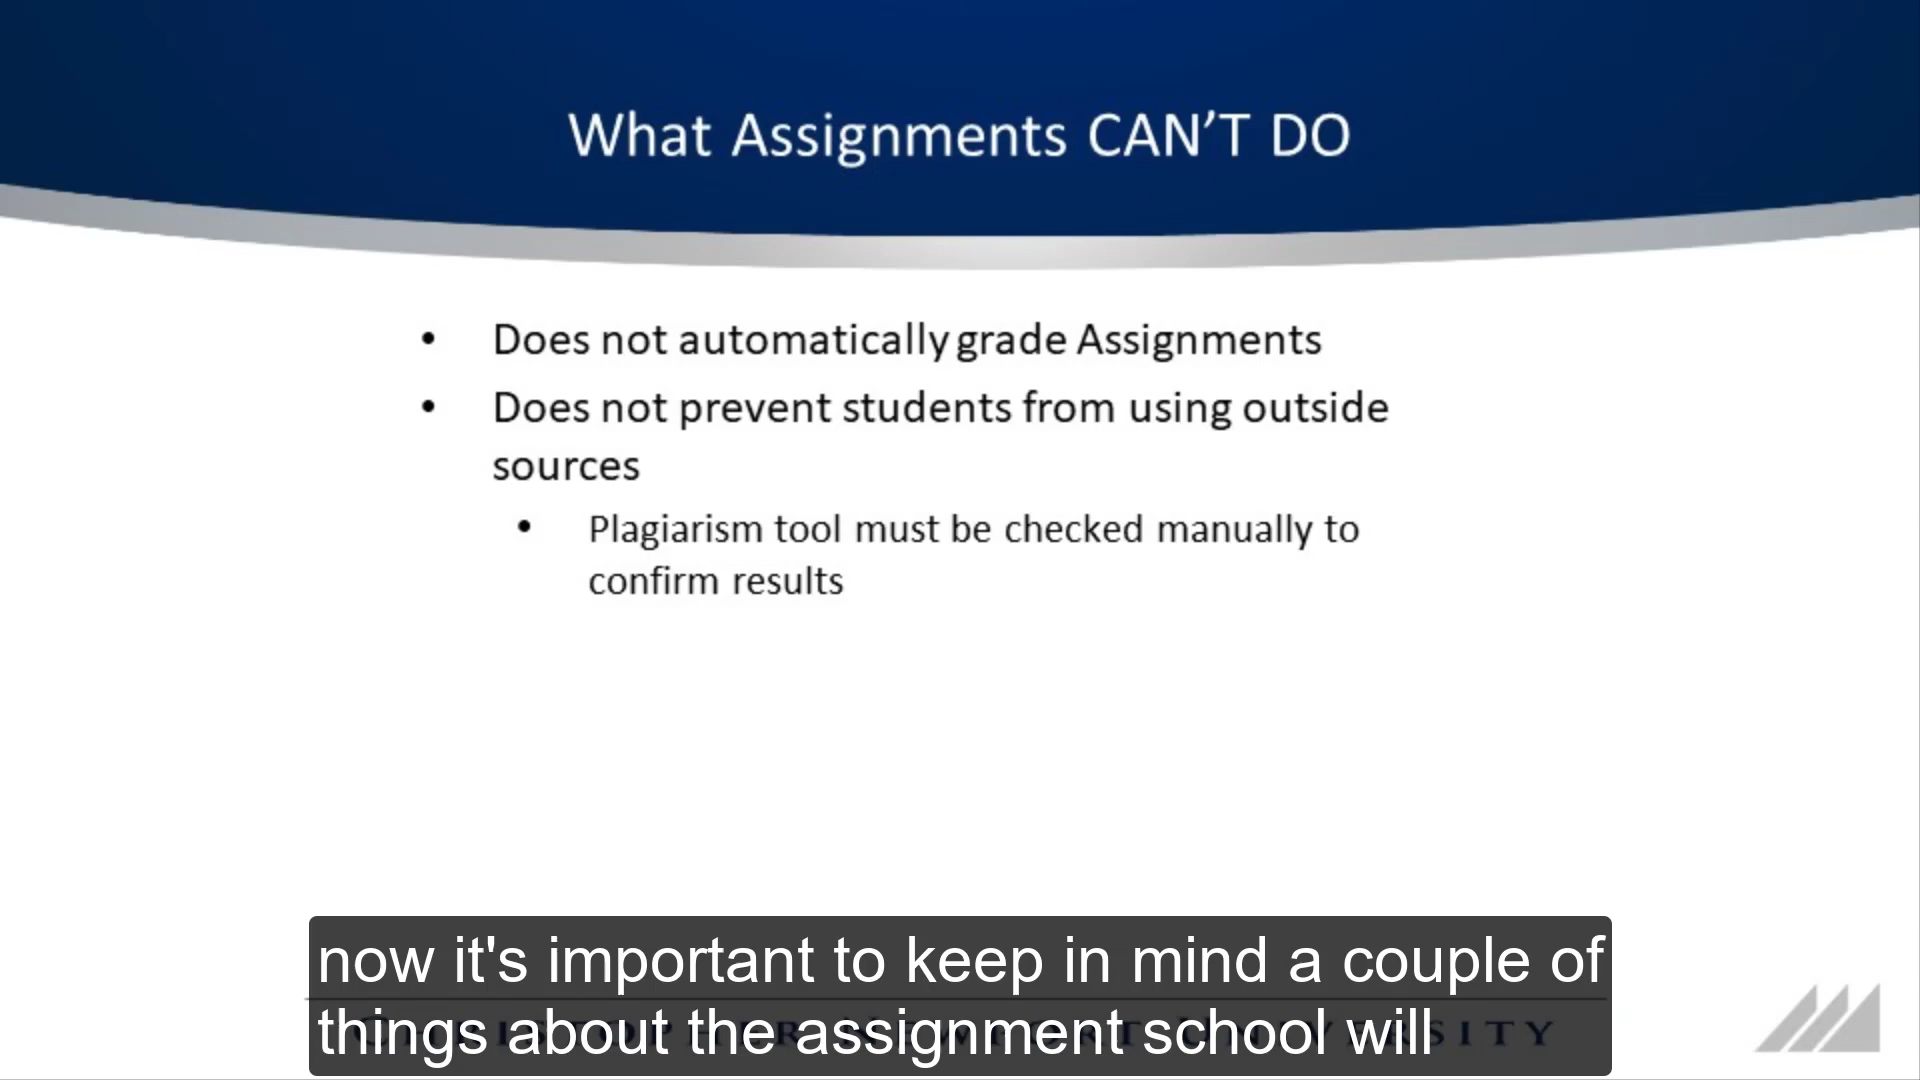 What Assignments CAN’T DO
• Does not automatically grade Assignments
• Does not prevent students from using outside
sources
• Plagiarism tool must be checked manually to
confirm results
now it's important to keep in mind a couple of
things about the assignment school will